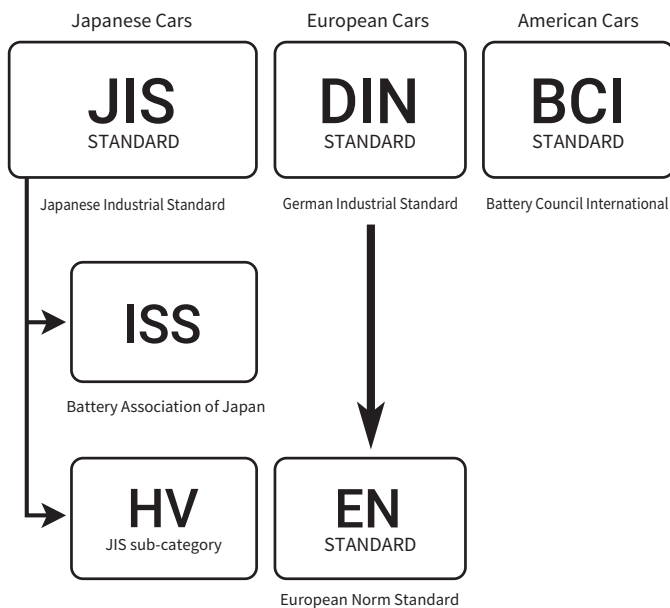 Japanese Cars
European Cars
American Cars
JIS
STANDARD
DIN
STANDARD
BCI
STANDARD
Japanese Industrial Standard
German Industrial Standard
Battery Council International
ISS
Battery Association of Japan
HV
JIS sub-category
EN
STANDARD
European Norm Standard